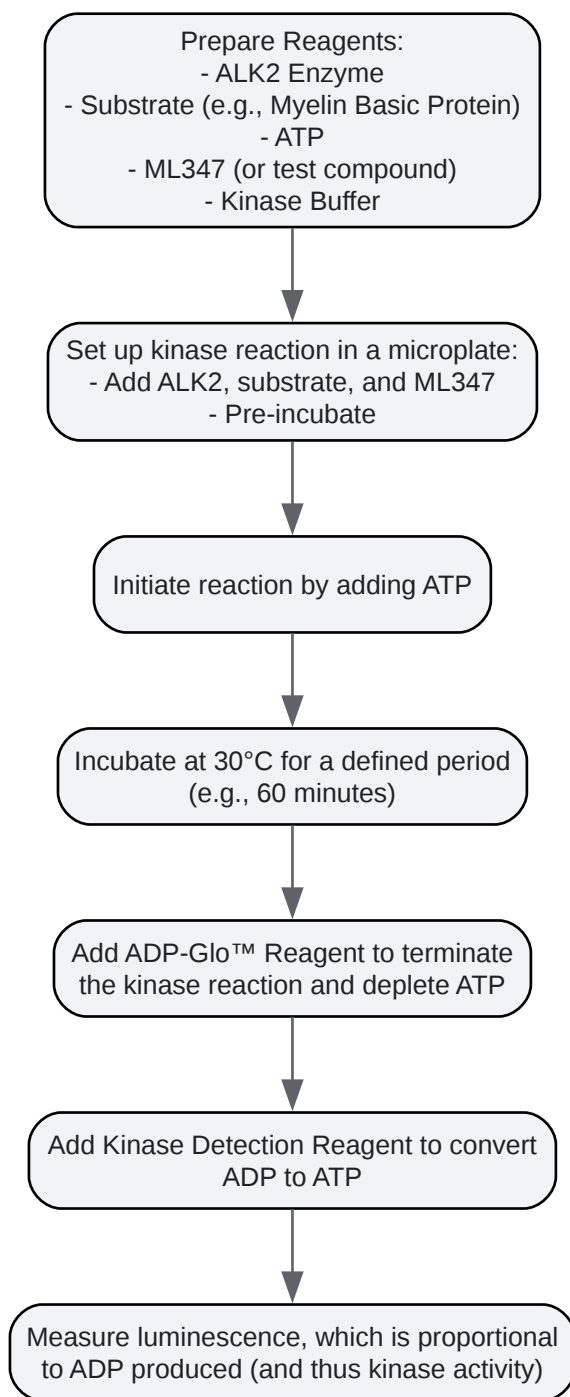 Prepare Reagents:
- ALK2 Enzyme
- Substrate (e.g., Myelin Basic Protein)
- ATP
- ML347 (or test compound)
- Kinase Buffer
Set up kinase reaction in a microplate:
- Add ALK2, substrate, and ML347
- Pre-incubate
Initiate reaction by adding ATP
Incubate at 30°C for a defined period
(e.g., 60 minutes)
Add ADP-Glo™ Reagent to terminate
the kinase reaction and deplete ATP
Add Kinase Detection Reagent to convert
ADP to ATP
Measure luminescence, which is proportional
to ADP produced (and thus kinase activity)